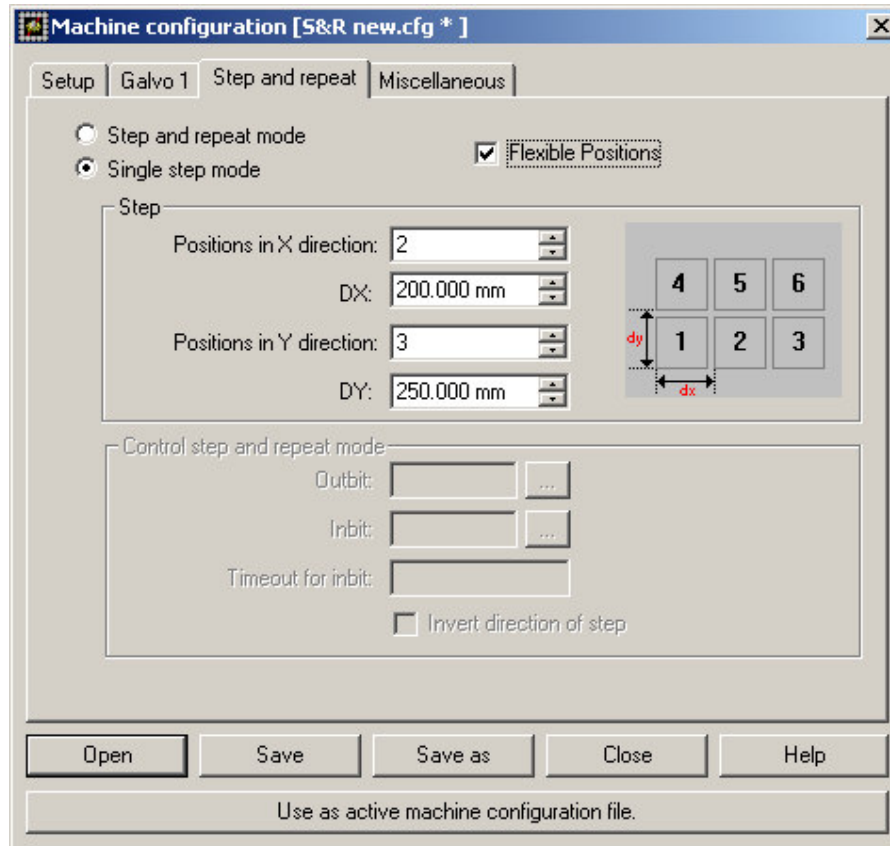 Machine configuration [S&R new.cfg * ]
Setup Galvo 1 Step and repeat Miscellaneous
Step and repeat mode
Single step mode
Flexible Positions
Step
Positions in X direction: 2
DX: 200.000 mm
Positions in Y direction: 3
DY: 250.000 mm
4 5 6
dy 1 2 3
dx
Control step and repeat mode
Outbit: ...
Inbit: ...
Timeout for inbit:
Invert direction of step
Open Save Save as Close Help
Use as active machine configuration file.